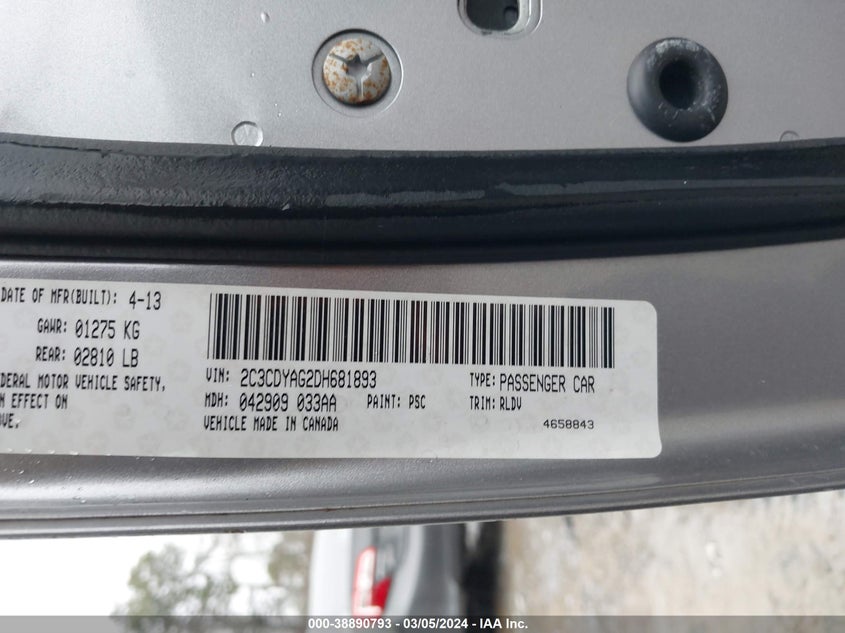 DATE OF MFR(BUILT): 4-13
GAWR: 01275 KG
REAR: 02810 LB
DERAL MOTOR VEHICLE SAFETY,
N EFFECT ON
OVE.
VIN: 2C3CDYAG2DH681893
TYPE: PASSENGER CAR
MDH: 042909 033AA
PAINT: PSC
TRIM: RLDV
VEHICLE MADE IN CANADA
4658843
000-38890793 — 03/05/2024 — IAA Inc.